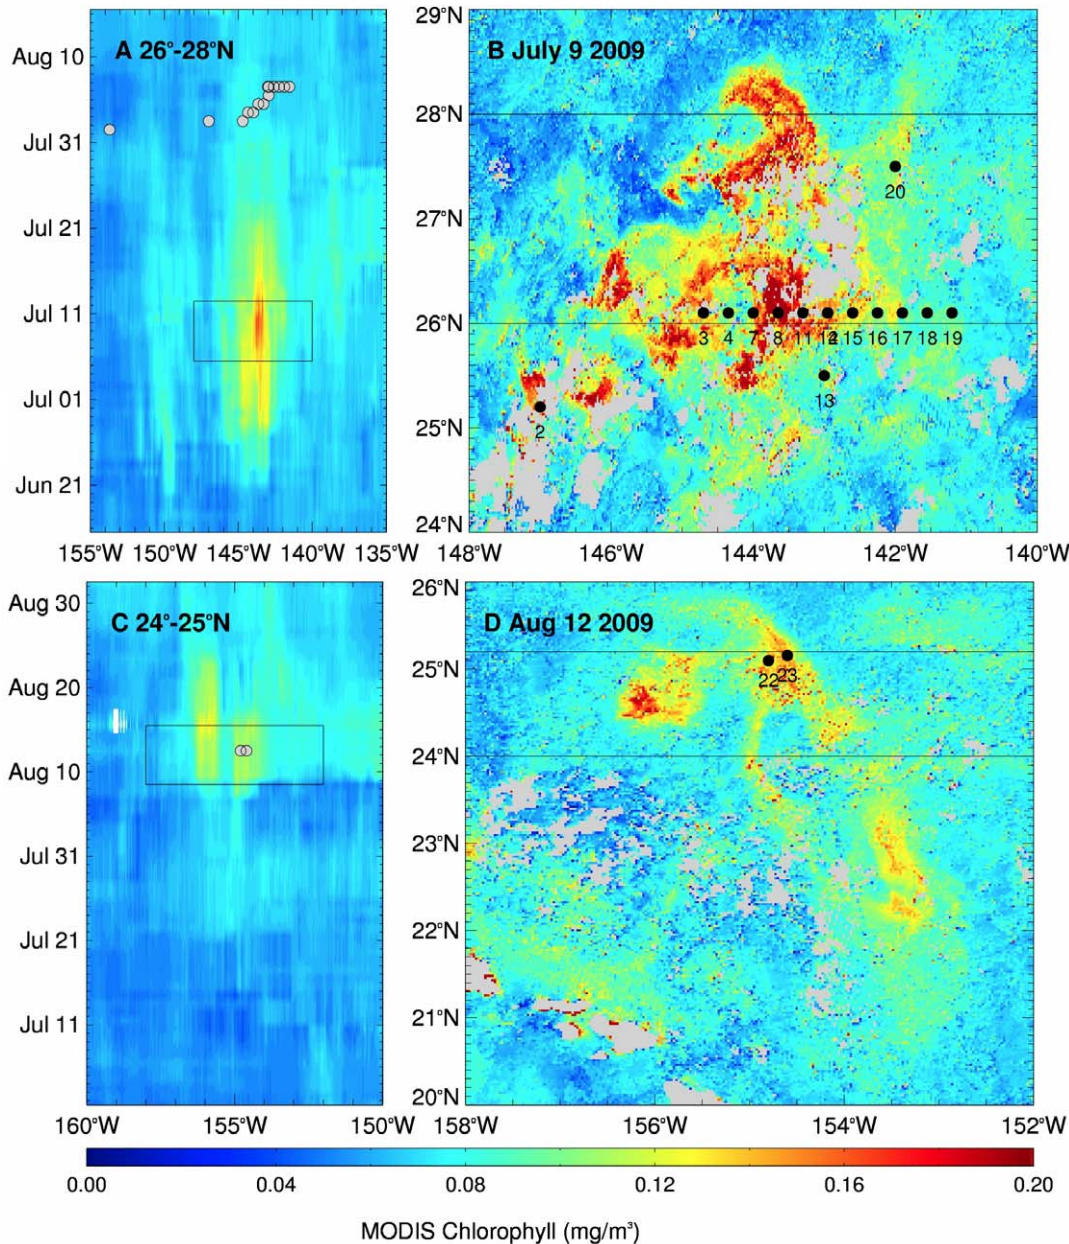 A 26°-28°N
Aug 10
Jul 31
Jul 21
Jul 11
Jul 01
Jun 21
155°W 150°W 145°W 140°W 135°W
B July 9 2009
29°N
28°N
27°N
26°N
25°N
24°N
20
3 4 7 8 11 15 16 17 18 19
13
2
148°W 146°W 144°W 142°W 140°W
C 24°-25°N
Aug 30
Aug 20
Aug 10
Jul 31
Jul 21
Jul 11
160°W 155°W 150°W
D Aug 12 2009
26°N
25°N
24°N
23°N
22°N
21°N
20°N
22 23
158°W 156°W 154°W 152°W
0.00 0.04 0.08 0.12 0.16 0.20
MODIS Chlorophyll (mg/m³)